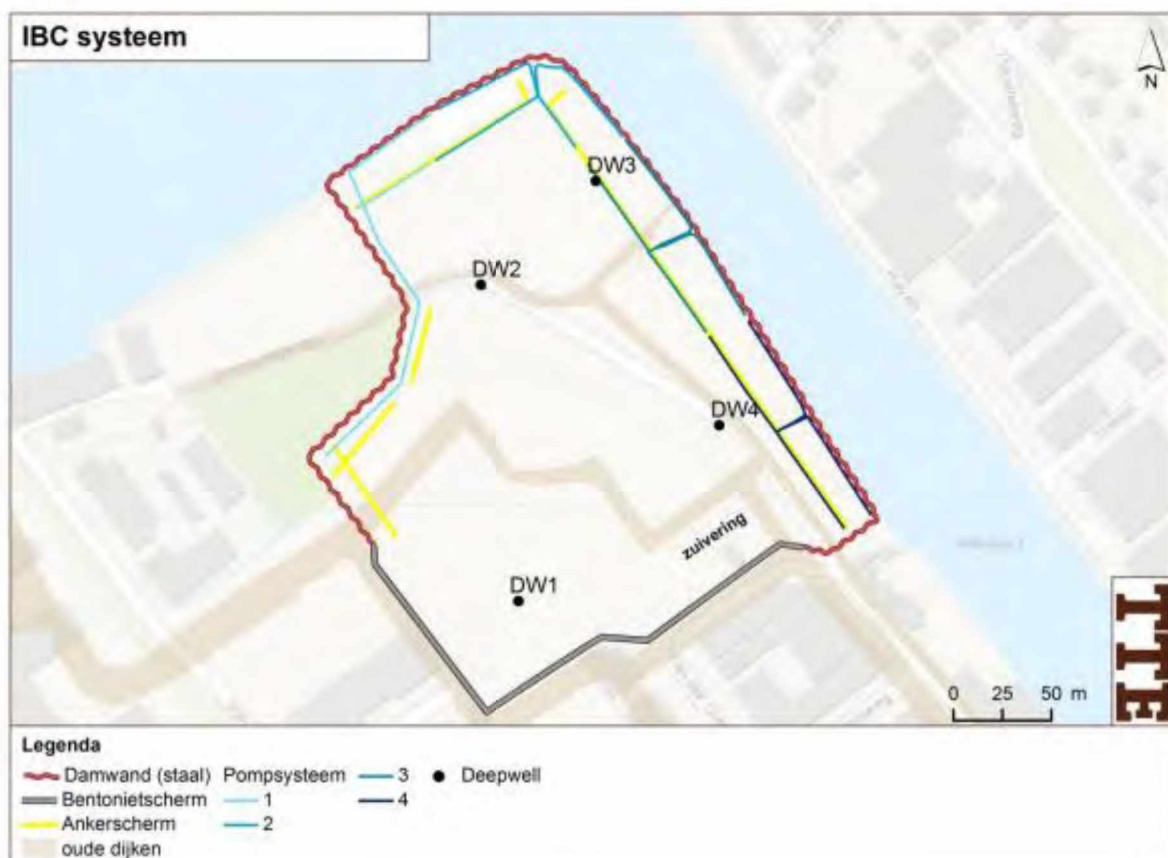 IBC systeem
N
DW3
DW2
DW4
zuivering
DW1
0 25 50 m
TTE
Legenda
Damwand (staal) Pompsysteem 3 Deepwell
Bentonietscherm 1 4
Ankerscherm 2
oude dijken